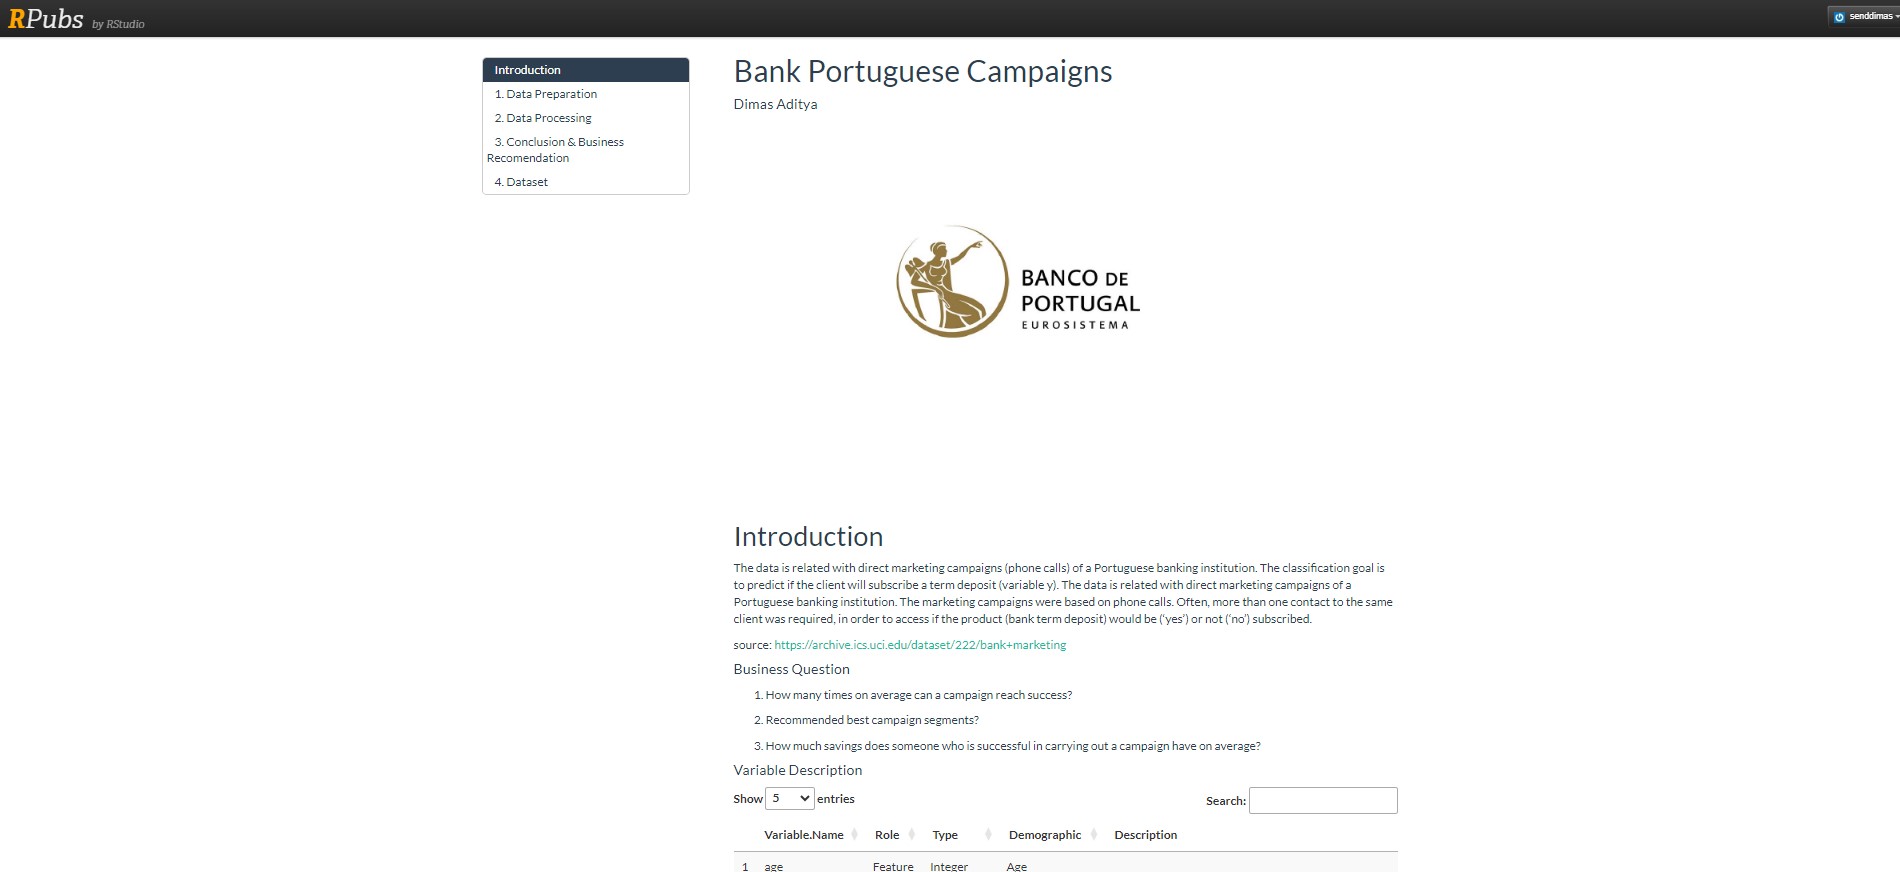 RPubs by RStudio
senddimas
Introduction
1. Data Preparation
2. Data Processing
3. Conclusion & Business
Recomendation
4. Dataset
Bank Portuguese Campaigns
Dimas Aditya
BANCO DE
PORTUGAL
EUROSISTEMA
Introduction
The data is related with direct marketing campaigns (phone calls) of a Portuguese banking institution. The classification goal is
to predict if the client will subscribe a term deposit (variable y). The data is related with direct marketing campaigns of a
Portuguese banking institution. The marketing campaigns were based on phone calls. Often, more than one contact to the same
client was required, in order to access if the product (bank term deposit) would be (‘yes’) or not (‘no’) subscribed.
source: https://archive.ics.uci.edu/dataset/222/bank+marketing
Business Question
1. How many times on average can a campaign reach success?
2. Recommended best campaign segments?
3. How much savings does someone who is successful in carrying out a campaign have on average?
Variable Description
Show 5 entries
Search:
Variable.Name Role Type Demographic Description
1 age Feature Integer Age